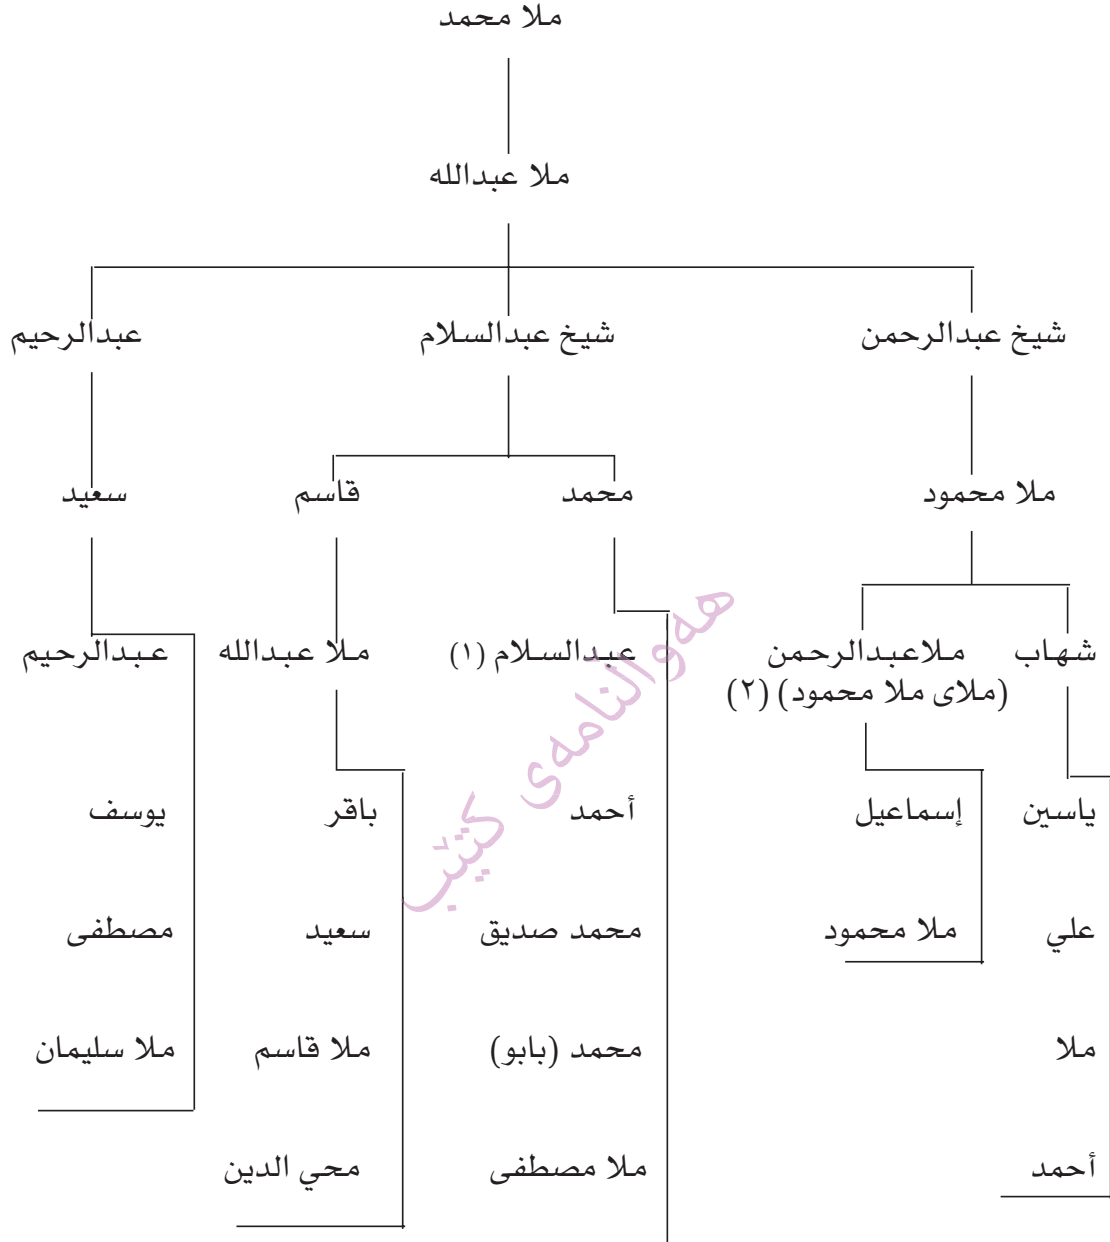 ملا محمد
ملا عبدالله
شيخ عبدالرحمن
شيخ عبدالسلام
عبدالرحيم
ملا محمود
محمد
قاسم
سعيد
شهاب
ملاعبدالرحمن
(ملای ملا محمود) (٢)
عبدالسلام (١)
ملا عبدالله
عبدالرحيم
ياسين
إسماعيل
أحمد
باقر
يوسف
علي
ملا محمود
محمد صديق
سعيد
مصطفى
ملا
محمد (بابو)
ملا قاسم
ملا سليمان
أحمد
ملا مصطفى
محي الدين
هەواڵنامەی کتێب